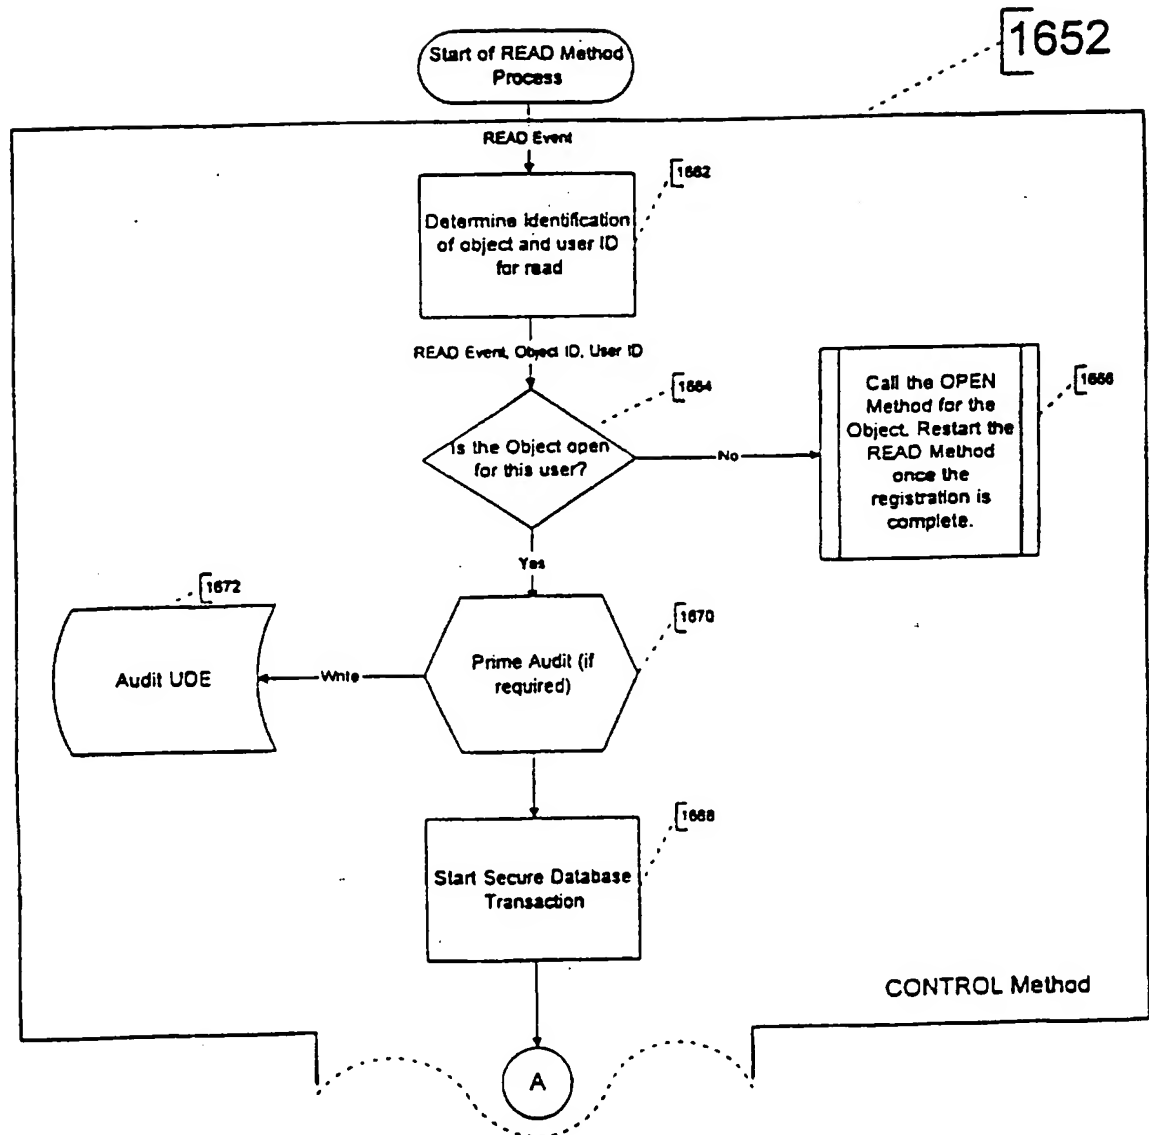 1652
Start of READ Method
Process
READ Event
1662
Determine Identification
of object and user ID
for read
READ Event, Object ID, User ID
1664
Is the Object open
for this user?
No
1666
Call the OPEN
Method for the
Object. Restart the
READ Method
once the
registration is
complete.
Yes
1672
Audit UDE
Write
1670
Prime Audit (if
required)
1668
Start Secure Database
Transaction
CONTROL Method
A